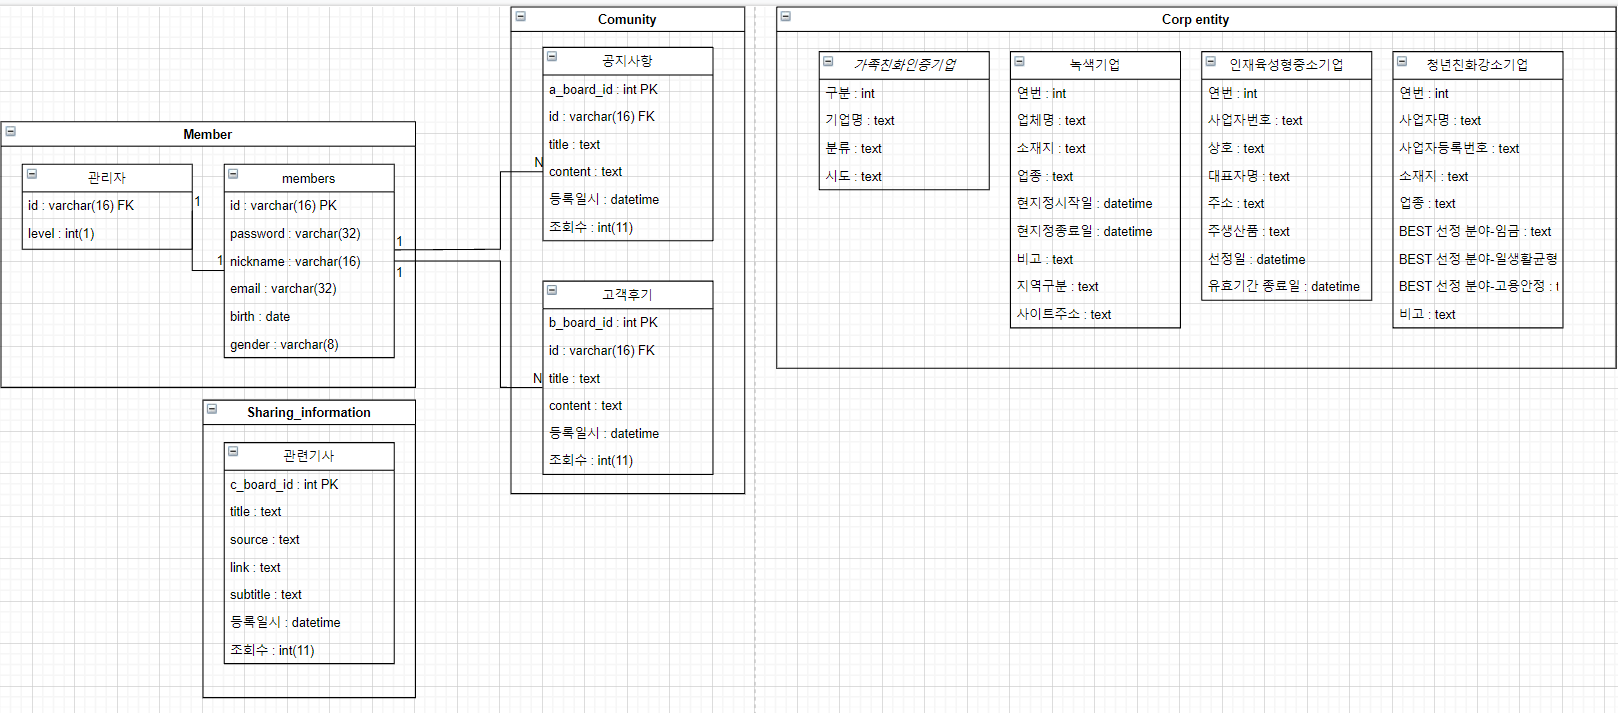 Member
관리자
id : varchar(16) FK
level : int(1)
1
1
members
id : varchar(16) PK
password : varchar(32)
nickname : varchar(16)
email : varchar(32)
birth : date
gender : varchar(8)
1
1
Sharing_information
관련기사
c_board_id : int PK
title : text
source : text
link : text
subtitle : text
등록일시 : datetime
조회수 : int(11)
Comunity
공지사항
a_board_id : int PK
id : varchar(16) FK
title : text
N
content : text
등록일시 : datetime
조회수 : int(11)
고객후기
b_board_id : int PK
id : varchar(16) FK
N
title : text
content : text
등록일시 : datetime
조회수 : int(11)
Corp entity
가족친화인증기업
구분 : int
기업명 : text
분류 : text
시도 : text
녹색기업
연번 : int
업체명 : text
소재지 : text
업종 : text
현지정시작일 : datetime
현지정종료일 : datetime
비고 : text
지역구분 : text
사이트주소 : text
인재육성형중소기업
연번 : int
사업자번호 : text
상호 : text
대표자명 : text
주소 : text
주생산품 : text
선정일 : datetime
유효기간 종료일 : datetime
청년친화강소기업
연번 : int
사업자명 : text
사업자등록번호 : text
소재지 : text
업종 : text
BEST 선정 분야-임금 : text
BEST 선정 분야-일생활균형
BEST 선정 분야-고용안정 : t
비고 : text